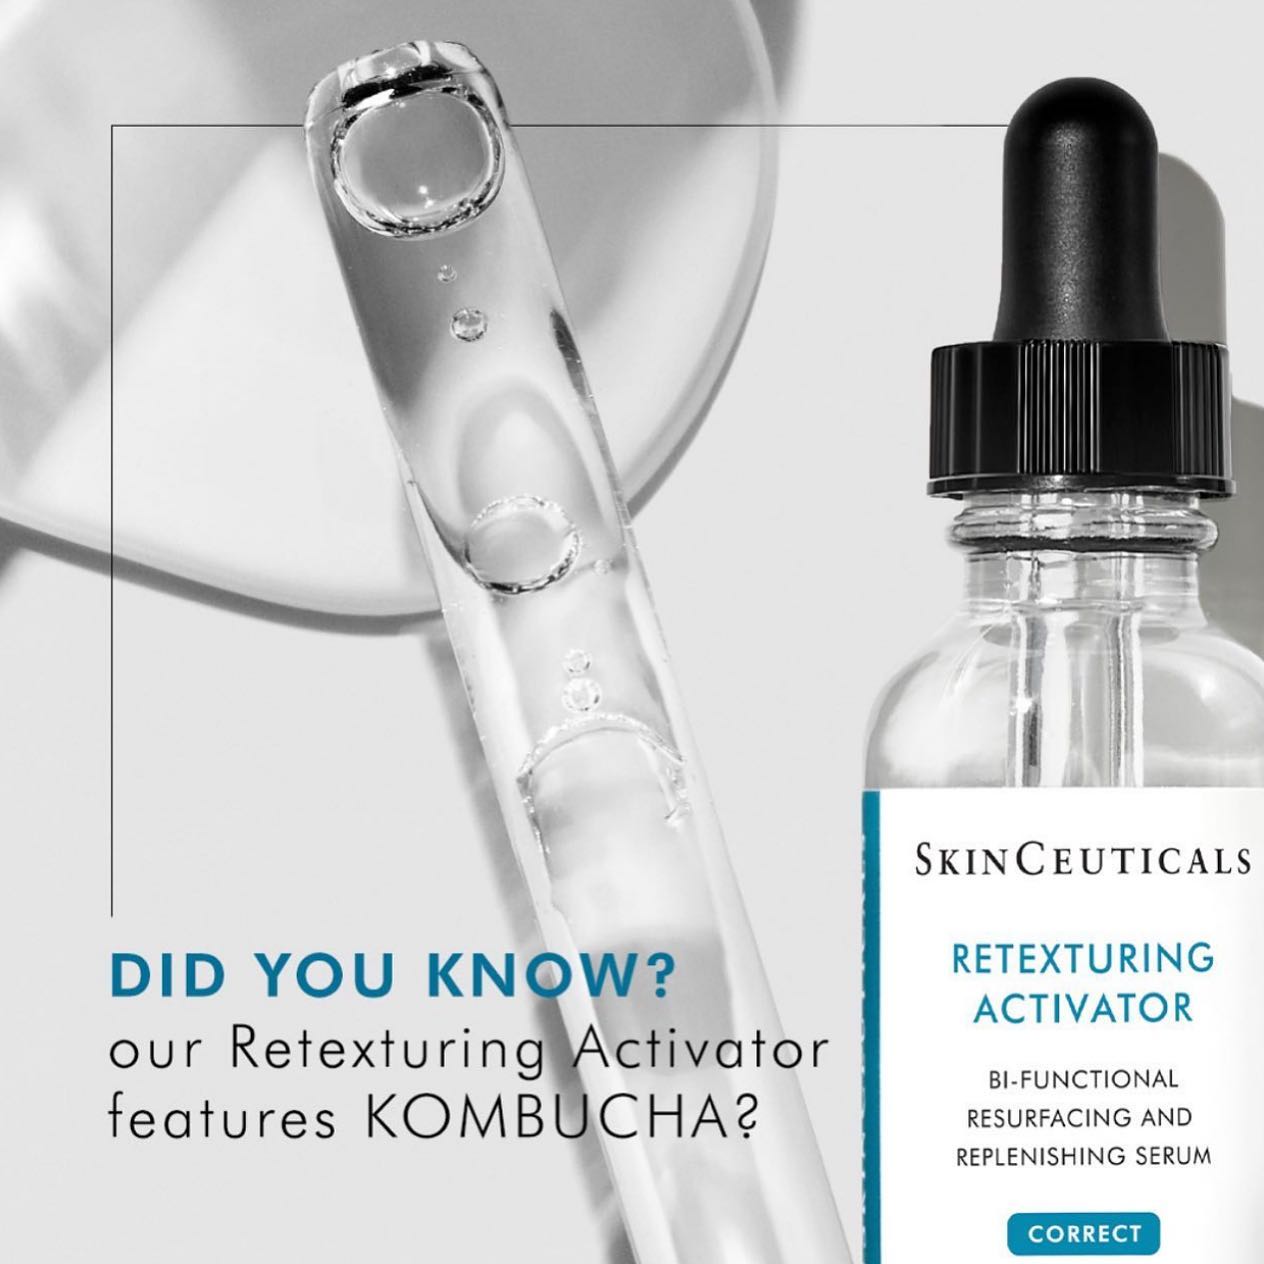 DID YOU KNOW?
our Retexturing Activator
features KOMBUCHA?
SKINCEUTICALS
RETEXTURING
ACTIVATOR
BI-FUNCTIONAL
RESURFACING AND
REPLENISHING SERUM
CORRECT